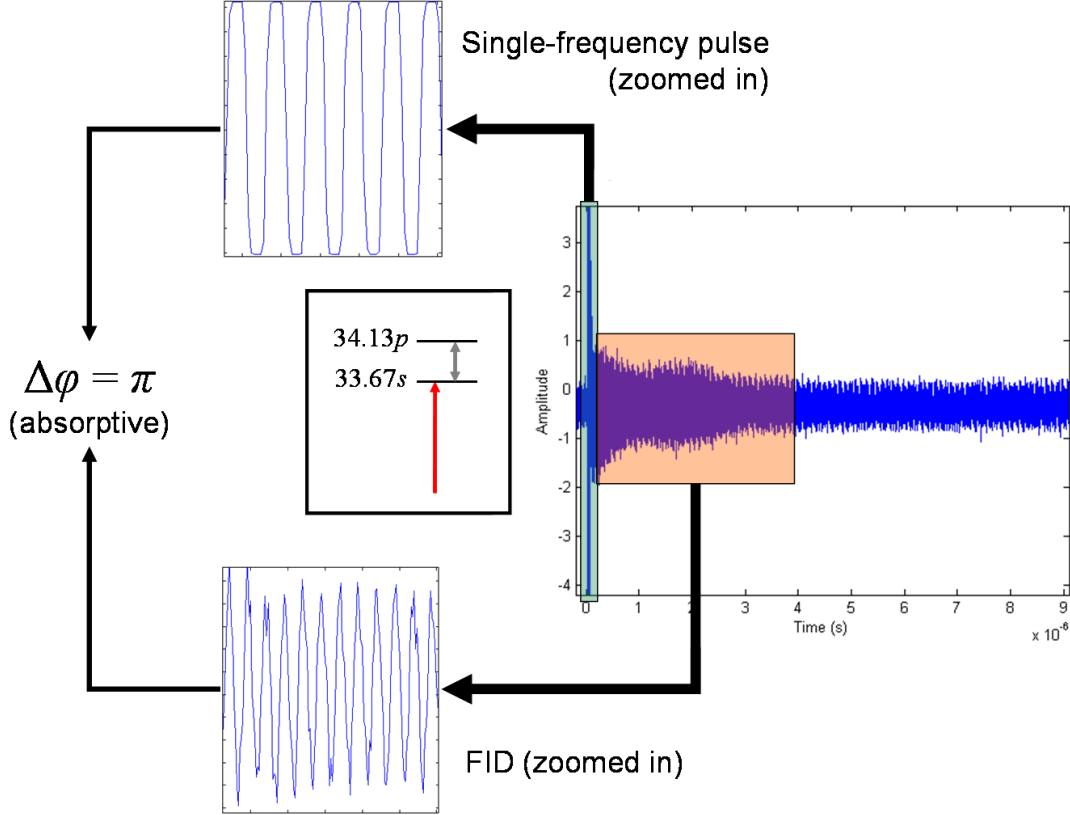 Single-frequency pulse
(zoomed in)
34.13p
33.67s
Δφ = π
(absorptive)
3
2
1
0
-1
-2
-3
-4
Amplitude
0
1
2
3
4
5
6
7
8
9
Time (s)
x 10⁻⁶
FID (zoomed in)